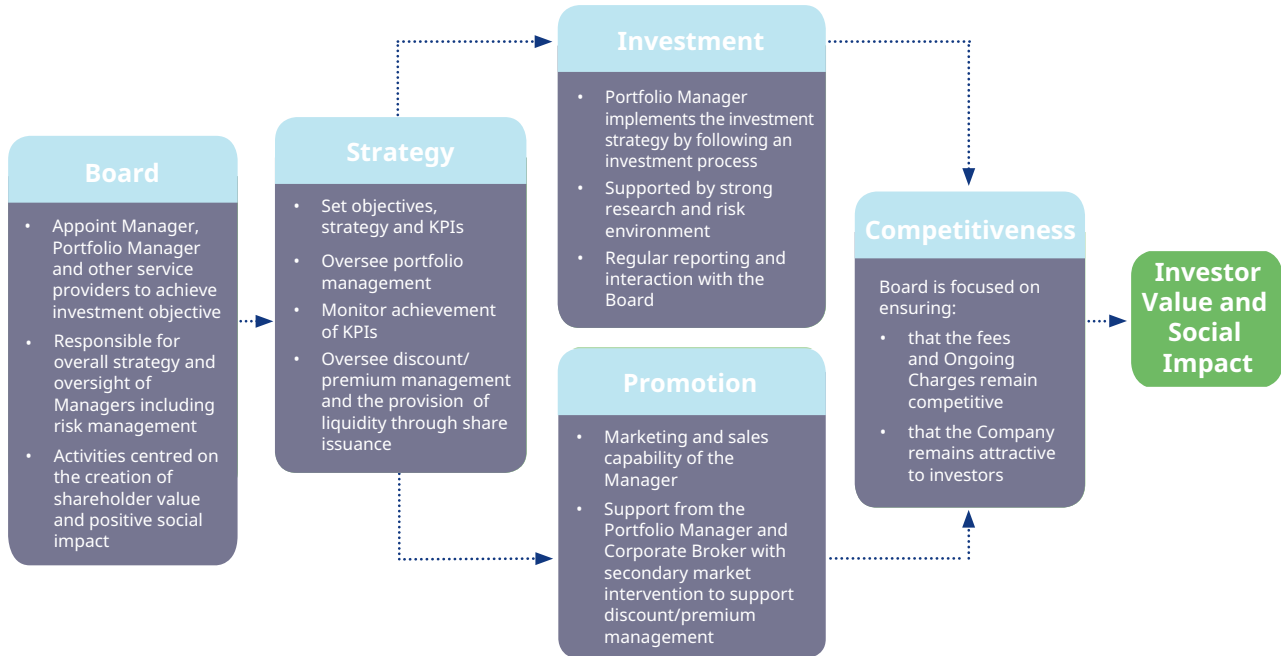 Board
• Appoint Manager,
Portfolio Manager
and other service
providers to achieve
investment objective
• Responsible for
overall strategy and
oversight of
Managers including
risk management
• Activities centred on
the creation of
shareholder value
and positive social
impact
Strategy
• Set objectives,
strategy and KPIs
• Oversee portfolio
management
• Monitor achievement
of KPIs
• Oversee discount/
premium management
and the provision of
liquidity through share
issuance
Investment
• Portfolio Manager
implements the investment
strategy by following an
investment process
• Supported by strong
research and risk
environment
• Regular reporting and
interaction with the
Board
Promotion
• Marketing and sales
capability of the
Manager
• Support from the
Portfolio Manager and
Corporate Broker with
secondary market
intervention to support
discount/premium
management
Competitiveness
Board is focused on
ensuring:
• that the fees
and Ongoing
Charges remain
competitive
• that the Company
remains attractive
to investors
Investor
Value and
Social
Impact